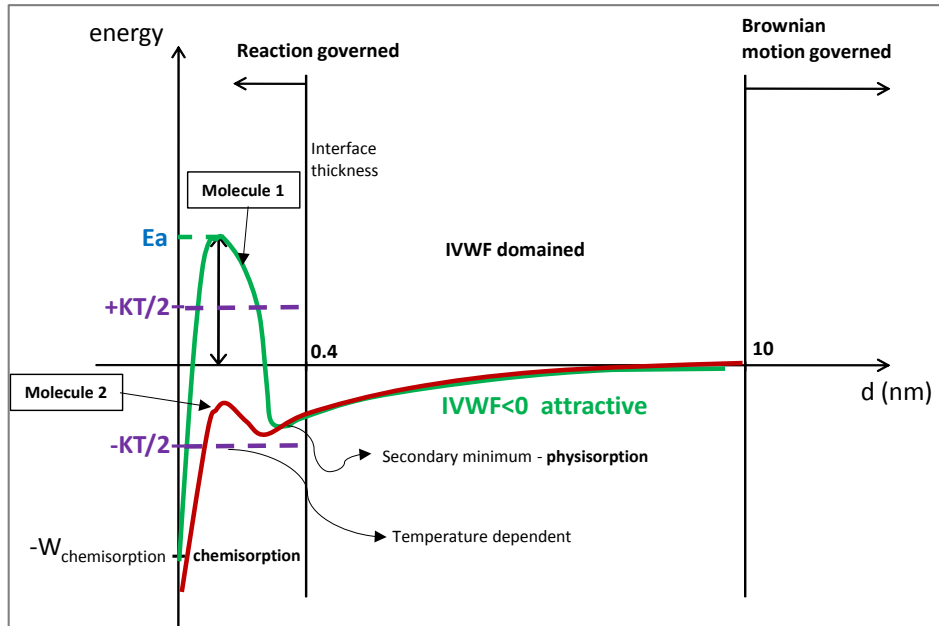 energy
Reaction governed
Brownian
motion governed
Interface
thickness
Molecule 1
Ea
IVWF domained
+KT/2
0.4
10
d (nm)
Molecule 2
IVWF<0 attractive
-KT/2
Secondary minimum - physisorption
Temperature dependent
-Wchemisorption
chemisorption